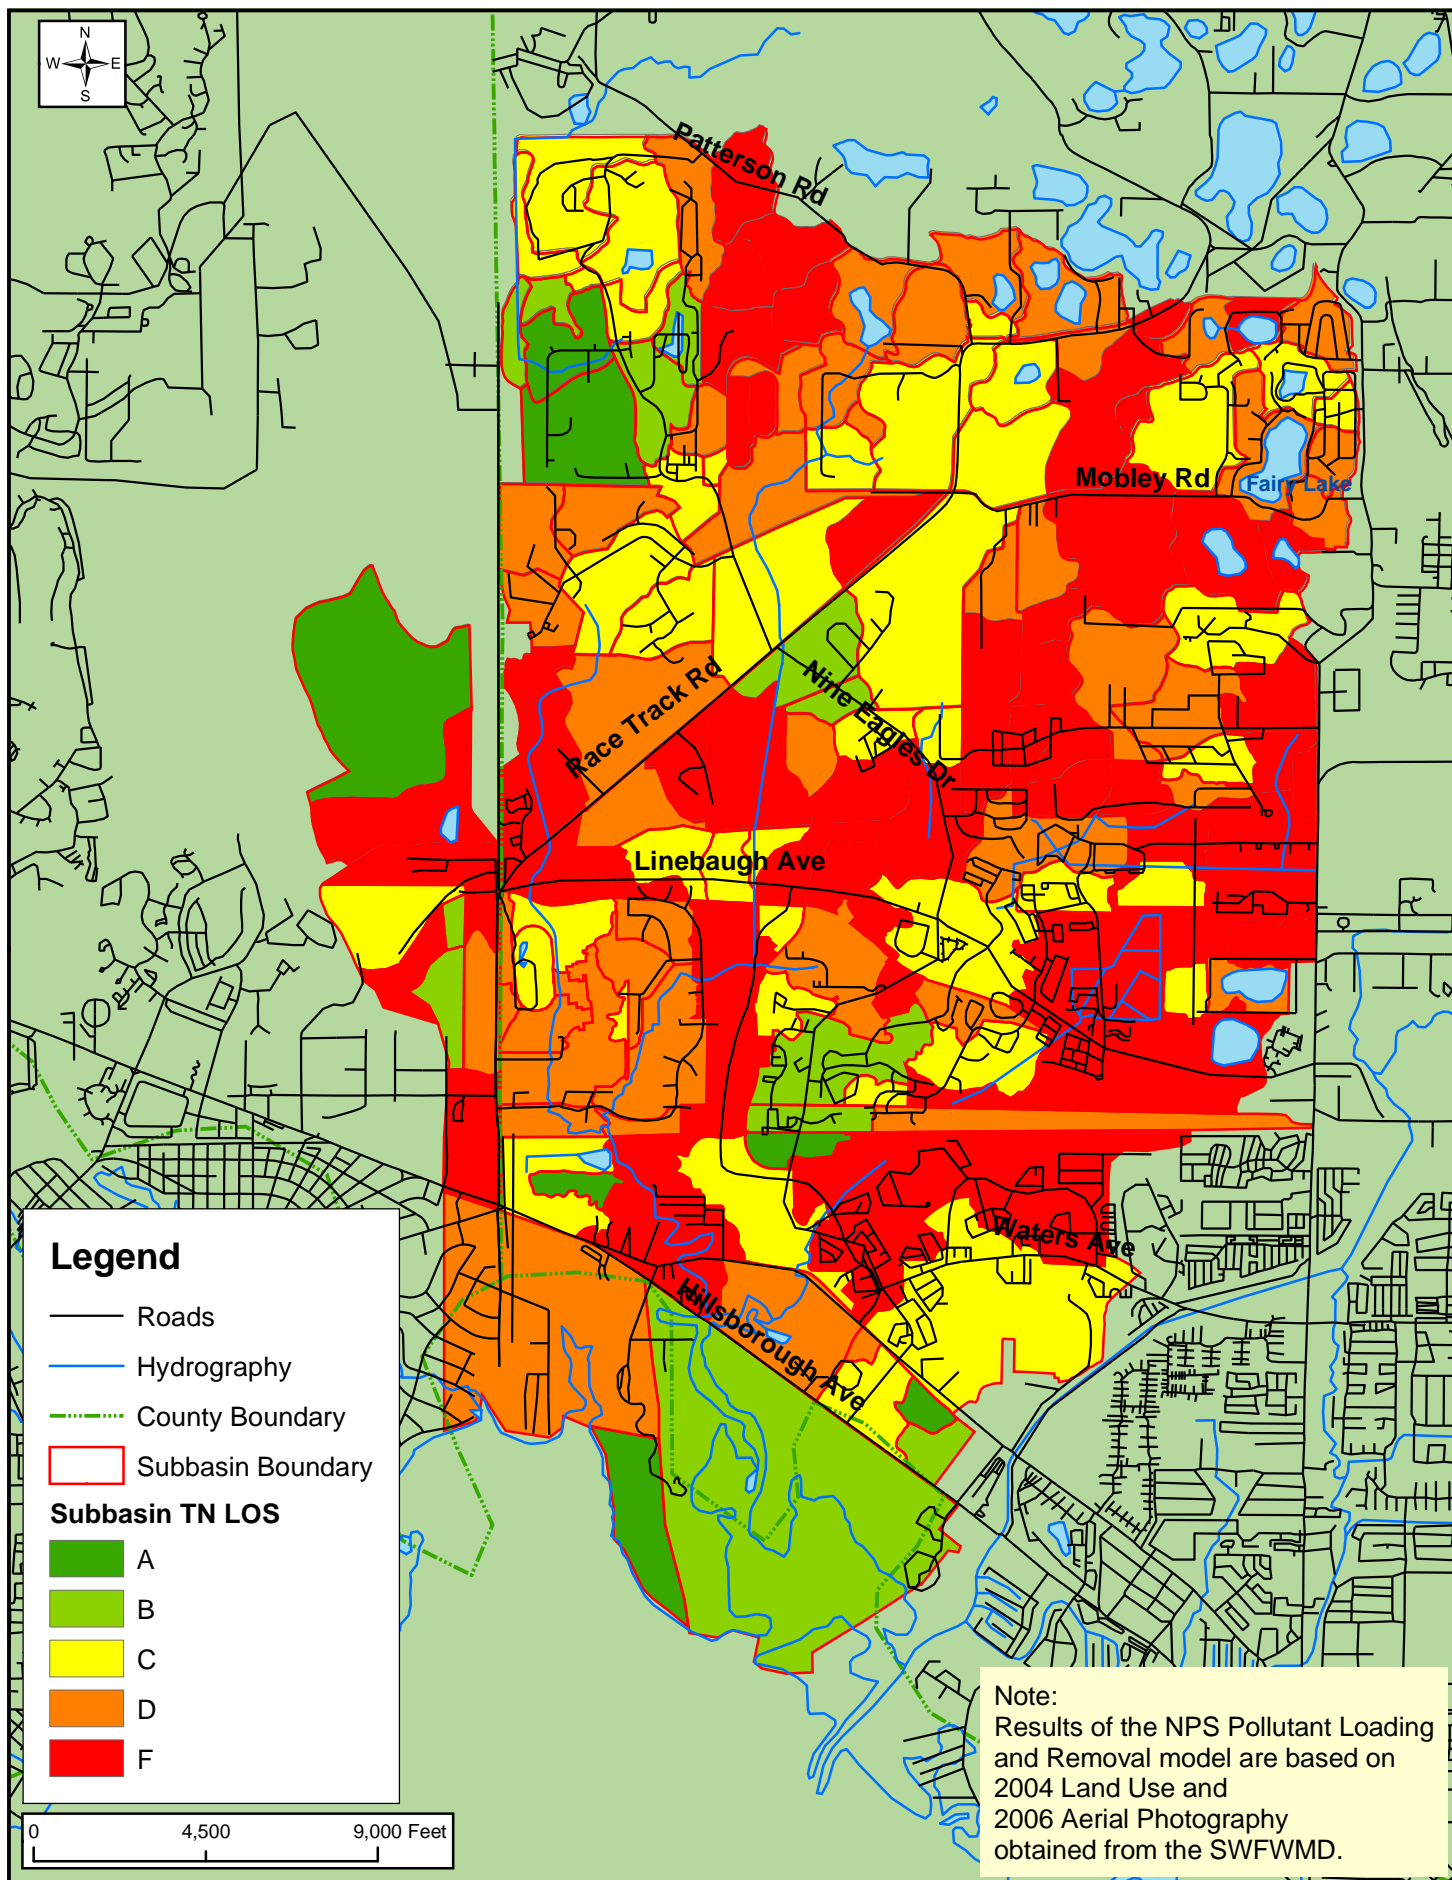 N
W E
S
Patterson Rd
Mobley Rd
Fairy Lake
Race Track Rd
Nine Eagles Dr
Linebaugh Ave
Waters Ave
Hillsborough Ave
Legend
Roads
Hydrography
County Boundary
Subbasin Boundary
Subbasin TN LOS
A
B
C
D
F
0 4,500 9,000 Feet
Note:
Results of the NPS Pollutant Loading
and Removal model are based on
2004 Land Use and
2006 Aerial Photography
obtained from the SWFWMD.